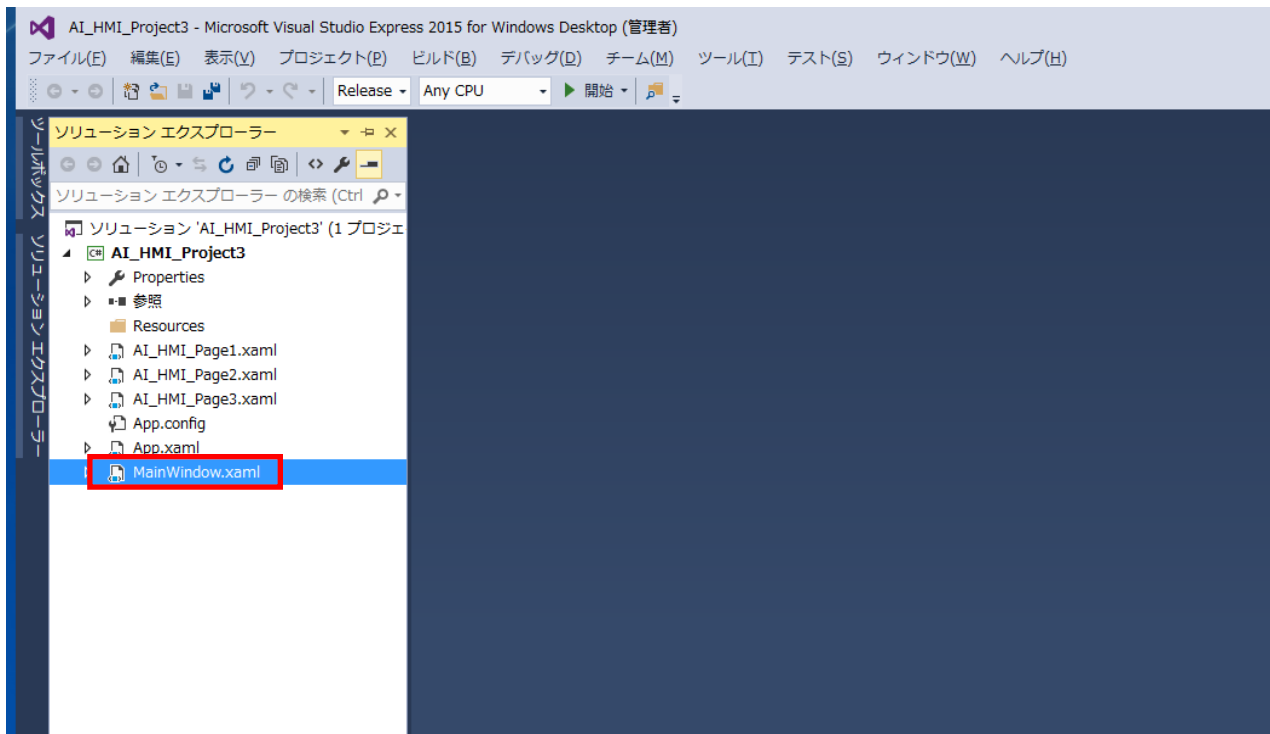 AI_HMI_Project3 - Microsoft Visual Studio Express 2015 for Windows Desktop (管理者)
ファイル(F) 編集(E) 表示(V) プロジェクト(P) ビルド(B) デバッグ(D) チーム(M) ツール(T) テスト(S) ウィンドウ(W) ヘルプ(H)
Release Any CPU 開始
ツールボックス
ソリューション エクスプローラー
ソリューション エクスプローラー
ソリューション エクスプローラー の検索 (Ctrl
ソリューション 'AI_HMI_Project3' (1 プロジェ
C# AI_HMI_Project3
Properties
参照
Resources
AI_HMI_Page1.xaml
AI_HMI_Page2.xaml
AI_HMI_Page3.xaml
App.config
App.xaml
MainWindow.xaml